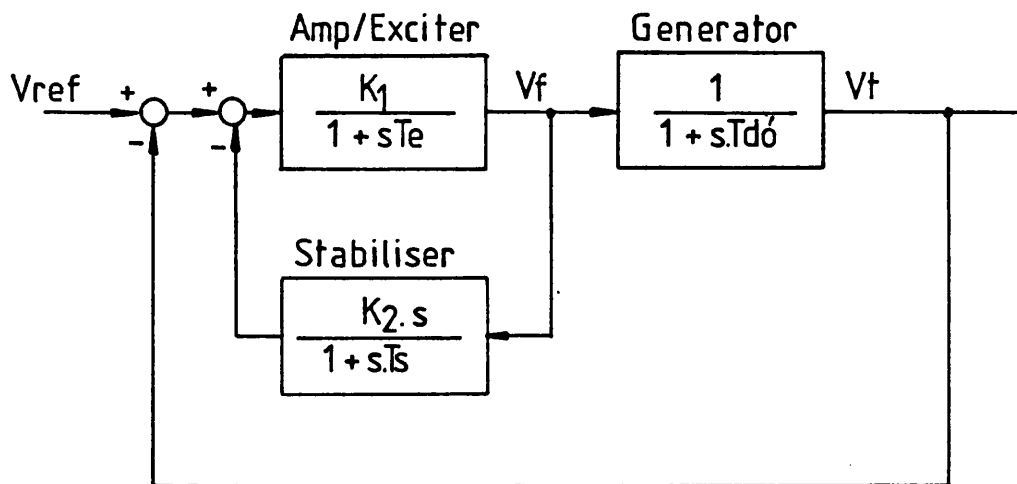 Amp/Exciter
Generator
Vref
+
-
+
-
K1
1 + sTe
Vf
1
1 + s.Tdó
Vt
Stabiliser
K2.s
1 + s.Ts